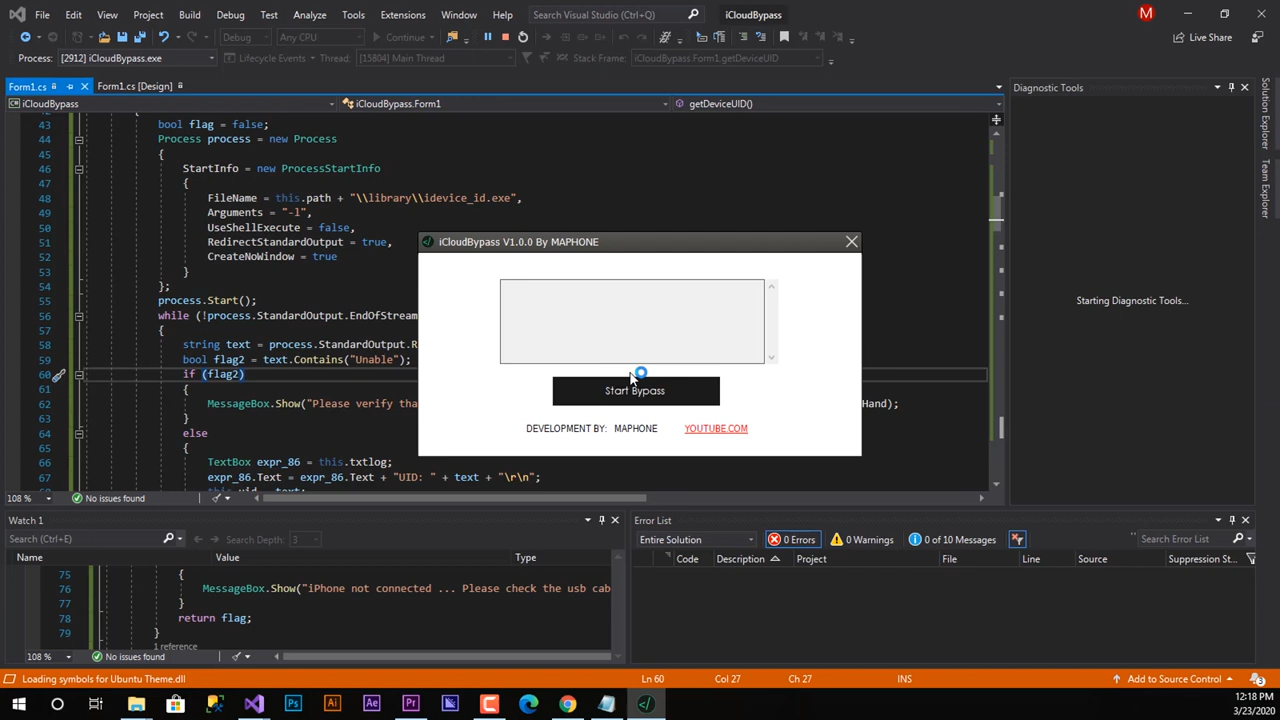 File Edit View Project Build Debug Test Analyze Tools Extensions Window Help Search Visual Studio (Ctrl+Q) iCloudBypass M
Debug Any CPU Continue Live Share
Process: [2912] iCloudBypass.exe Lifecycle Events Thread: [15804] Main Thread Stack Frame: iCloudBypass.Form1.getDeviceUID
Form1.cs Form1.cs [Design] Diagnostic Tools
iCloudBypass iCloudBypass.Form1 getDeviceUID()
43 bool flag = false;
44 Process process = new Process
45 {
46 StartInfo = new ProcessStartInfo
47 {
48 FileName = this.path + "\\library\\idevice_id.exe",
49 Arguments = "-l",
50 UseShellExecute = false,
51 RedirectStandardOutput = true,
52 CreateNoWindow = true
53 }
54 };
55 process.Start();
56 while (!process.StandardOutput.EndOfStream
57 {
58 string text = process.StandardOutput.R
59 bool flag2 = text.Contains("Unable");
60 if (flag2)
61 {
62 MessageBox.Show("Please verify tha Hand);
63 }
64 else
65 {
66 TextBox expr_86 = this.txtlog;
67 expr_86.Text = expr_86.Text + "UID: " + text + "\r\n";
iCloudBypass V1.0.0 By MAPHONE
Start Bypass
DEVELOPMENT BY: MAPHONE YOUTUBE.COM
Starting Diagnostic Tools...
Solution Explorer
Team Explorer
108 % No issues found
Watch 1
Search (Ctrl+E) Search Depth: 3
Name Value Type
75 {
76 MessageBox.Show("iPhone not connected ... Please check the usb cab
77 }
78 return flag;
79 }
1 reference
108 % No issues found
Error List
Entire Solution 0 Errors 0 Warnings 0 of 10 Messages Search Error List
Code Description Project File Line Source Suppression St...
Loading symbols for Ubuntu Theme.dll Ln 60 Col 27 Ch 27 INS Add to Source Control 3
Ps Ai Ae Pr 12:18 PM
3/23/2020